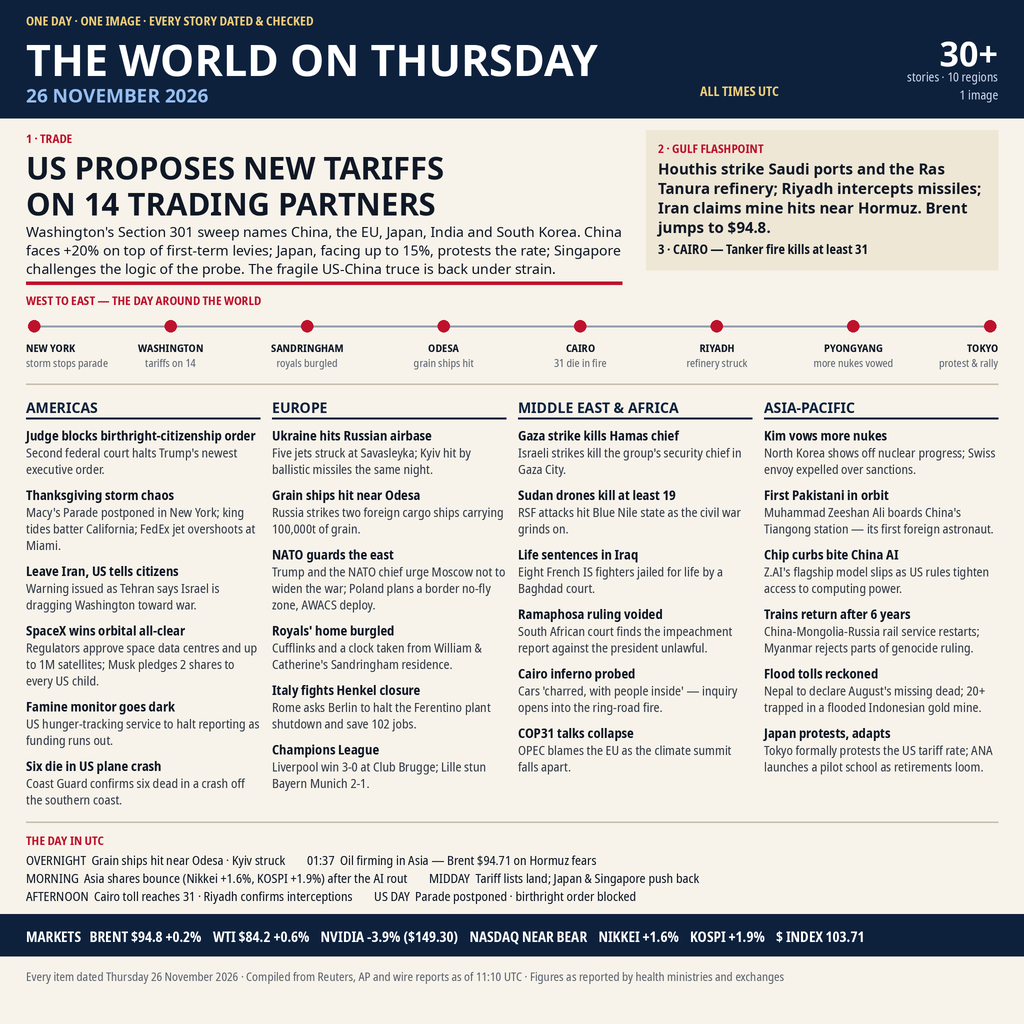 ONE DAY · ONE IMAGE · EVERY STORY DATED & CHECKED
THE WORLD ON THURSDAY
26 NOVEMBER 2026
ALL TIMES UTC
30+
stories · 10 regions
1 image
1 · TRADE
US PROPOSES NEW TARIFFS
ON 14 TRADING PARTNERS
Washington's Section 301 sweep names China, the EU, Japan, India and South Korea. China
faces +20% on top of first-term levies; Japan, facing up to 15%, protests the rate; Singapore
challenges the logic of the probe. The fragile US-China truce is back under strain.
2 · GULF FLASHPOINT
Houthis strike Saudi ports and the Ras
Tanura refinery; Riyadh intercepts missiles;
Iran claims mine hits near Hormuz. Brent
jumps to $94.8.
3 · CAIRO — Tanker fire kills at least 31
WEST TO EAST — THE DAY AROUND THE WORLD
NEW YORK
storm stops parade
WASHINGTON
tariffs on 14
SANDRINGHAM
royals burgled
ODESA
grain ships hit
CAIRO
31 die in fire
RIYADH
refinery struck
PYONGYANG
more nukes vowed
TOKYO
protest & rally
AMERICAS
Judge blocks birthright-citizenship order
Second federal court halts Trump's newest
executive order.
Thanksgiving storm chaos
Macy's Parade postponed in New York; king
tides batter California; FedEx jet overshoots at
Miami.
Leave Iran, US tells citizens
Warning issued as Tehran says Israel is
dragging Washington toward war.
SpaceX wins orbital all-clear
Regulators approve space data centres and up
to 1M satellites; Musk pledges 2 shares to
every US child.
Famine monitor goes dark
US hunger-tracking service to halt reporting as
funding runs out.
Six die in US plane crash
Coast Guard confirms six dead in a crash off
the southern coast.
EUROPE
Ukraine hits Russian airbase
Five jets struck at Savasleyka; Kyiv hit by
ballistic missiles the same night.
Grain ships hit near Odesa
Russia strikes two foreign cargo ships carrying
100,000t of grain.
NATO guards the east
Trump and the NATO chief urge Moscow not to
widen the war; Poland plans a border no-fly
zone, AWACS deploy.
Royals' home burgled
Cufflinks and a clock taken from William &
Catherine's Sandringham residence.
Italy fights Henkel closure
Rome asks Berlin to halt the Ferentino plant
shutdown and save 102 jobs.
Champions League
Liverpool win 3-0 at Club Brugge; Lille stun
Bayern Munich 2-1.
MIDDLE EAST & AFRICA
Gaza strike kills Hamas chief
Israeli strikes kill the group's security chief in
Gaza City.
Sudan drones kill at least 19
RSF attacks hit Blue Nile state as the civil war
grinds on.
Life sentences in Iraq
Eight French IS fighters jailed for life by a
Baghdad court.
Ramaphosa ruling voided
South African court finds the impeachment
report against the president unlawful.
Cairo inferno probed
Cars 'charred, with people inside' — inquiry
opens into the ring-road fire.
COP31 talks collapse
OPEC blames the EU as the climate summit
falls apart.
ASIA-PACIFIC
Kim vows more nukes
North Korea shows off nuclear progress; Swiss
envoy expelled over sanctions.
First Pakistani in orbit
Muhammad Zeeshan Ali boards China's
Tiangong station — its first foreign astronaut.
Chip curbs bite China AI
Z.AI's flagship model slips as US rules tighten
access to computing power.
Trains return after 6 years
China-Mongolia-Russia rail service restarts;
Myanmar rejects parts of genocide ruling.
Flood tolls reckoned
Nepal to declare August's missing dead; 20+
trapped in a flooded Indonesian gold mine.
Japan protests, adapts
Tokyo formally protests the US tariff rate; ANA
launches a pilot school as retirements loom.
THE DAY IN UTC
OVERNIGHT Grain ships hit near Odesa · Kyiv struck 01:37 Oil firming in Asia — Brent $94.71 on Hormuz fears
MORNING Asia shares bounce (Nikkei +1.6%, KOSPI +1.9%) after the AI rout MIDDAY Tariff lists land; Japan & Singapore push back
AFTERNOON Cairo toll reaches 31 · Riyadh confirms interceptions US DAY Parade postponed · birthright order blocked
MARKETS BRENT $94.8 +0.2% WTI $84.2 +0.6% NVIDIA -3.9% ($149.30) NASDAQ NEAR BEAR NIKKEI +1.6% KOSPI +1.9% $ INDEX 103.71
Every item dated Thursday 26 November 2026 · Compiled from Reuters, AP and wire reports as of 11:10 UTC · Figures as reported by health ministries and exchanges